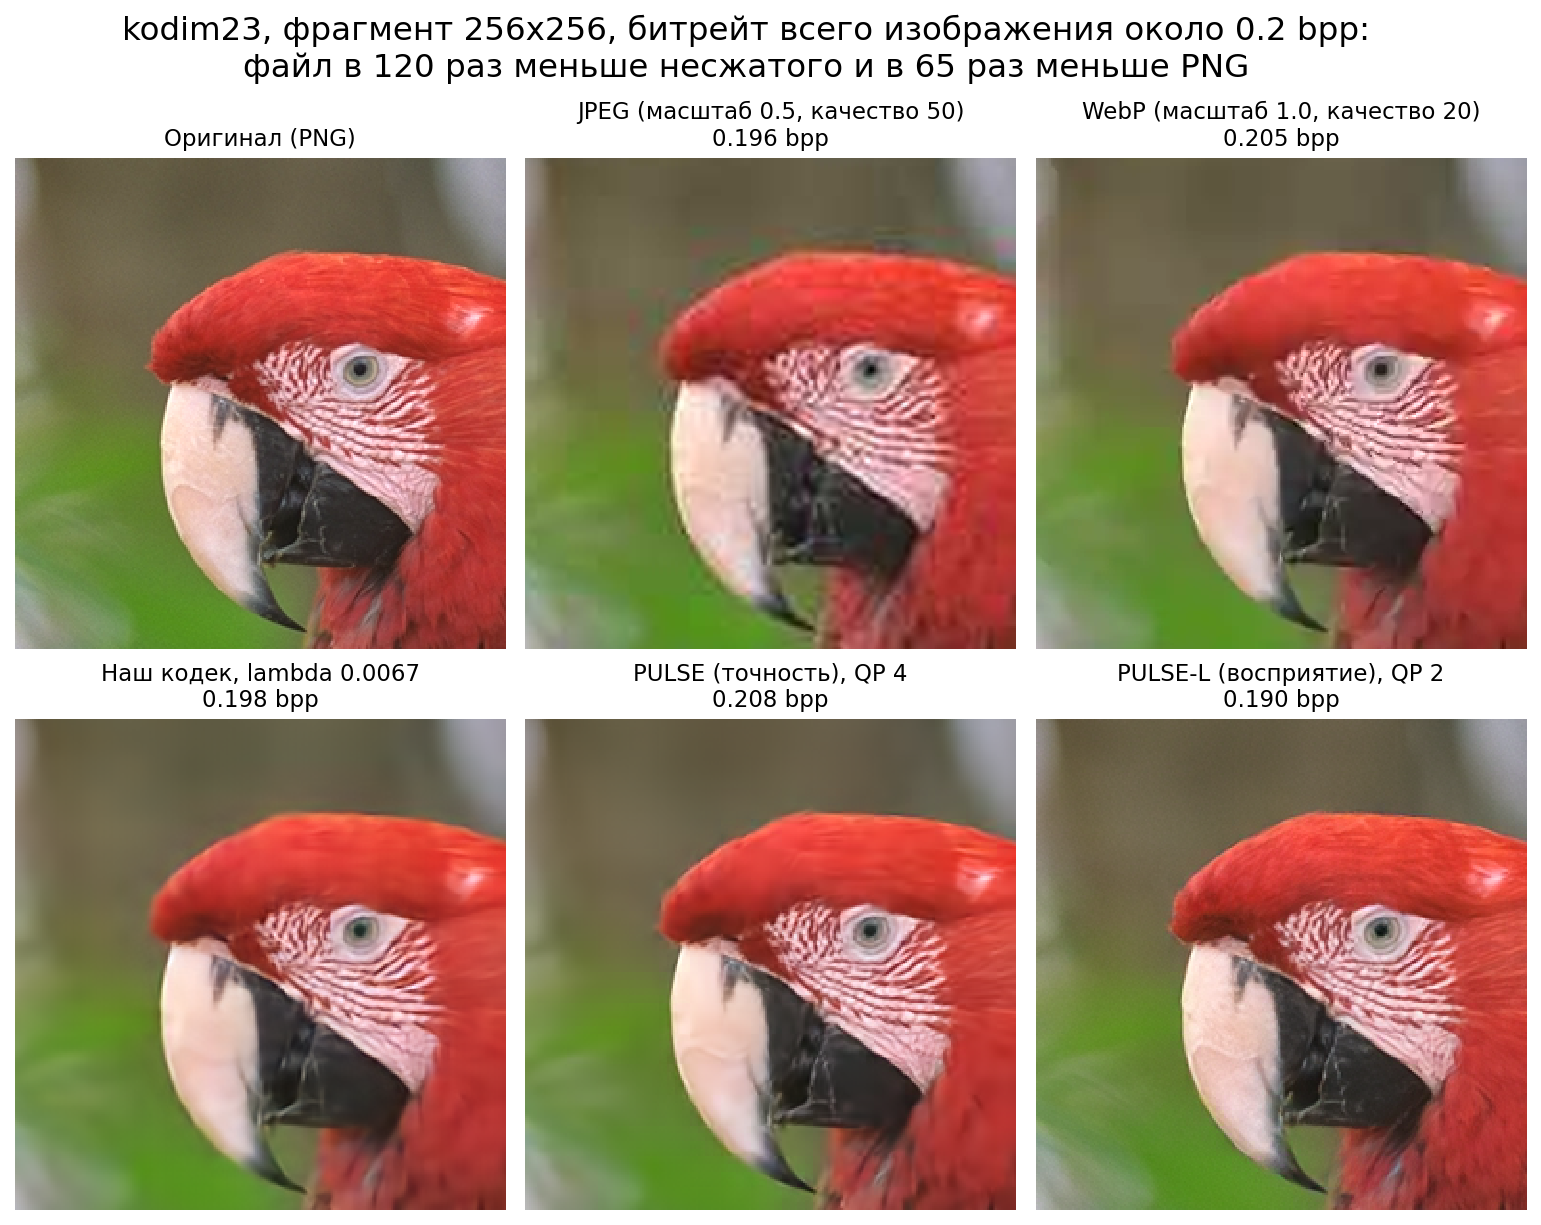 kodim23, фрагмент 256x256, битрейт всего изображения около 0.2 bpp:
файл в 120 раз меньше несжатого и в 65 раз меньше PNG
Оригинал (PNG)
JPEG (масштаб 0.5, качество 50)
0.196 bpp
WebP (масштаб 1.0, качество 20)
0.205 bpp
Наш кодек, lambda 0.0067
0.198 bpp
PULSE (точность), QP 4
0.208 bpp
PULSE-L (восприятие), QP 2
0.190 bpp